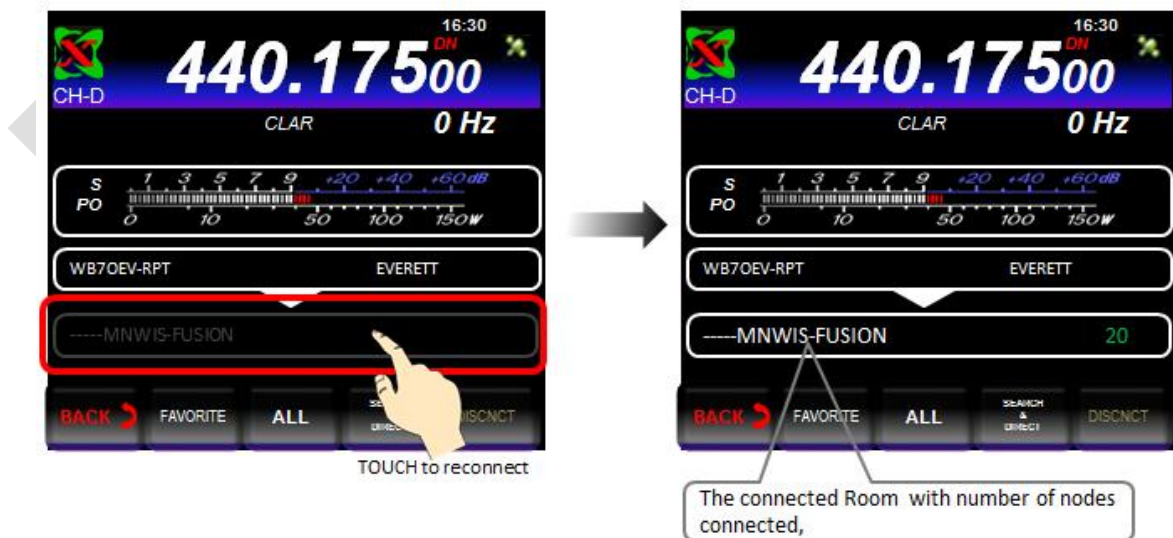 16:30
440.17500 DN
CH-D
CLAR 0 Hz
S 1 3 5 7 9 +20 +40 +60dB
PO 0 10 50 100 150W
WB7OEV-RPT EVERETT
-----MNWIS-FUSION
BACK FAVORITE ALL DISCNCT
TOUCH to reconnect
16:30
440.17500 DN
CH-D
CLAR 0 Hz
S 1 3 5 7 9 +20 +40 +60dB
PO 0 10 50 100 150W
WB7OEV-RPT EVERETT
-----MNWIS-FUSION 20
BACK FAVORITE ALL SEARCH & DIRECT DISCNCT
The connected Room with number of nodes
connected,